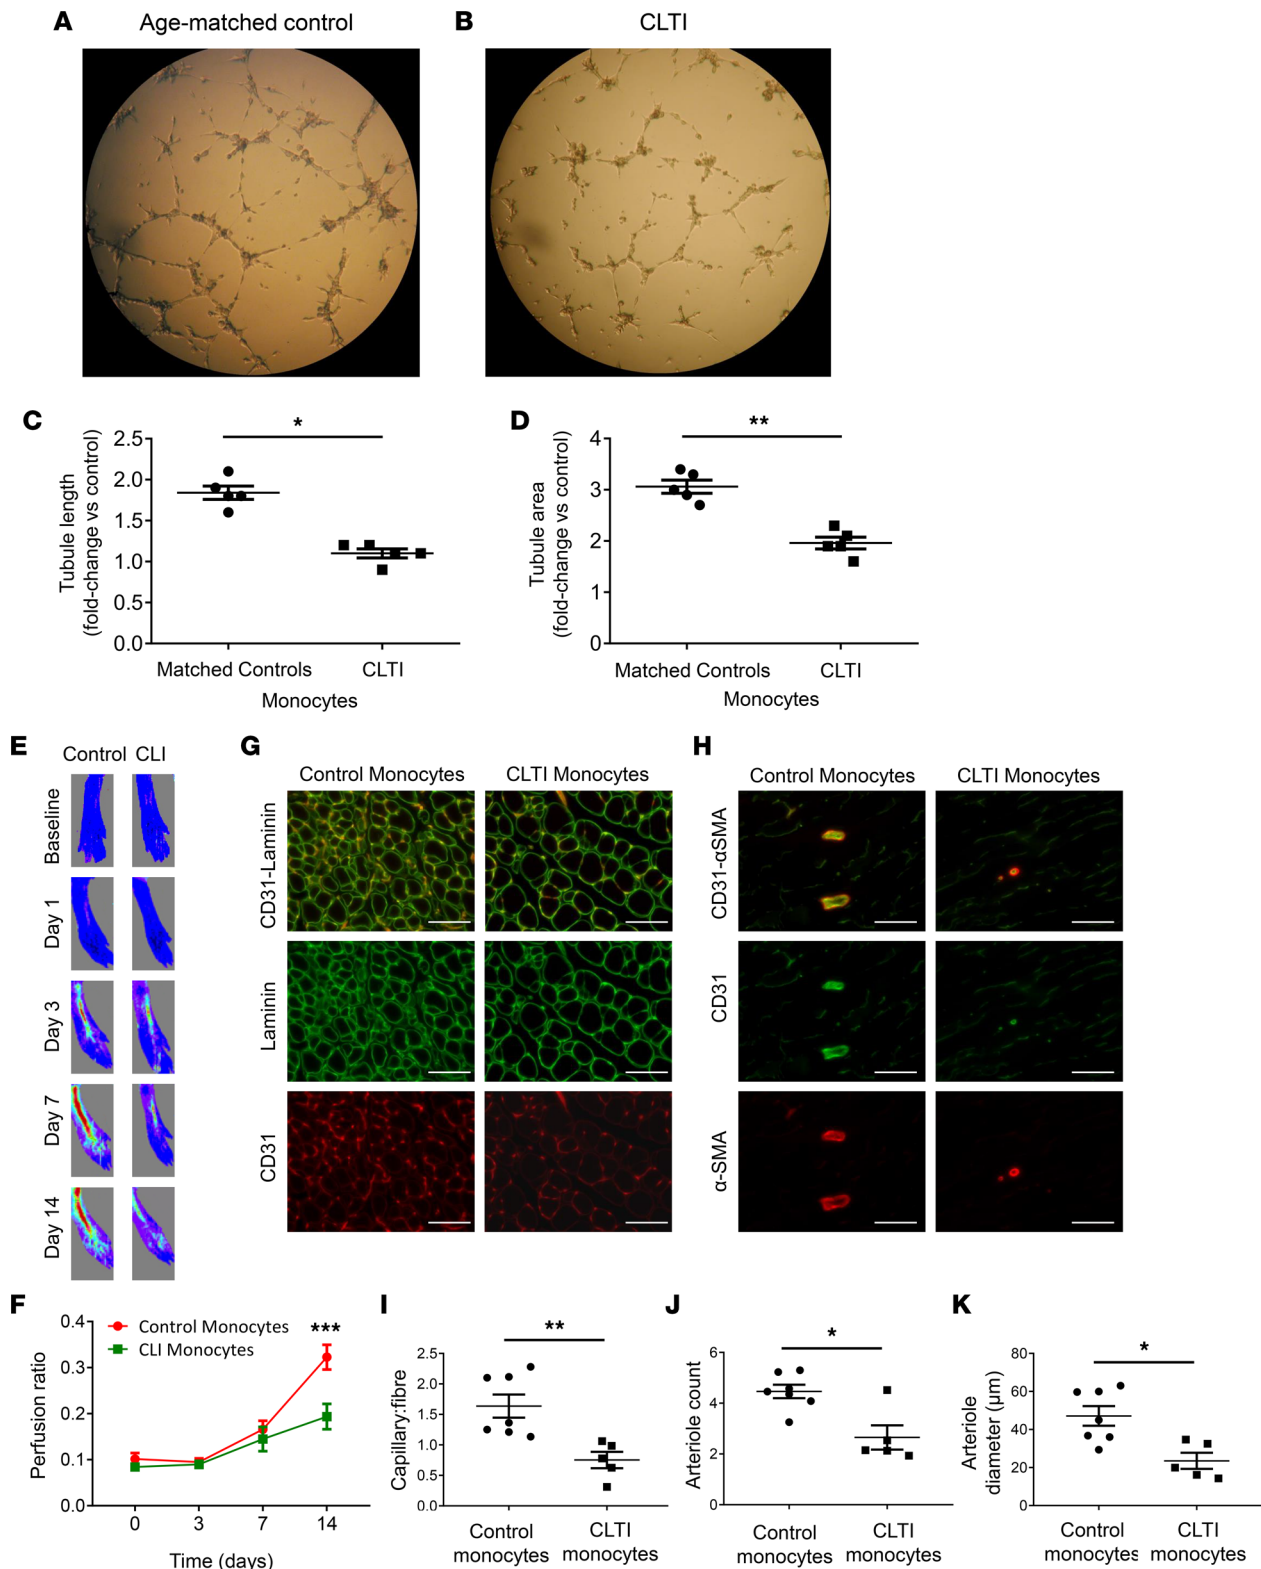 A Age-matched control
B CLTI
C
*
Tubule length
(fold-change vs control)
2.5
2.0
1.5
1.0
0.5
0.0
Matched Controls CLTI
Monocytes
D
**
Tubule area
(fold-change vs control)
4
3
2
1
0
Matched Controls CLTI
Monocytes
E
Control CLI
Baseline
Day 1
Day 3
Day 7
Day 14
G
Control Monocytes CLTI Monocytes
CD31-Laminin
Laminin
CD31
H
Control Monocytes CLTI Monocytes
CD31-αSMA
CD31
α-SMA
F
Control Monocytes
CLI Monocytes
***
Perfusion ratio
0.4
0.3
0.2
0.1
0.0
0 3 7 14
Time (days)
I
**
Capillary:fibre
2.5
2.0
1.5
1.0
0.5
0.0
Control CLTI
monocytes monocytes
J
*
Arteriole count
6
4
2
0
Control CLTI
monocytes monocytes
K
*
Arteriole
diameter (μm)
80
60
40
20
0
Control CLTI
monocytes monocytes